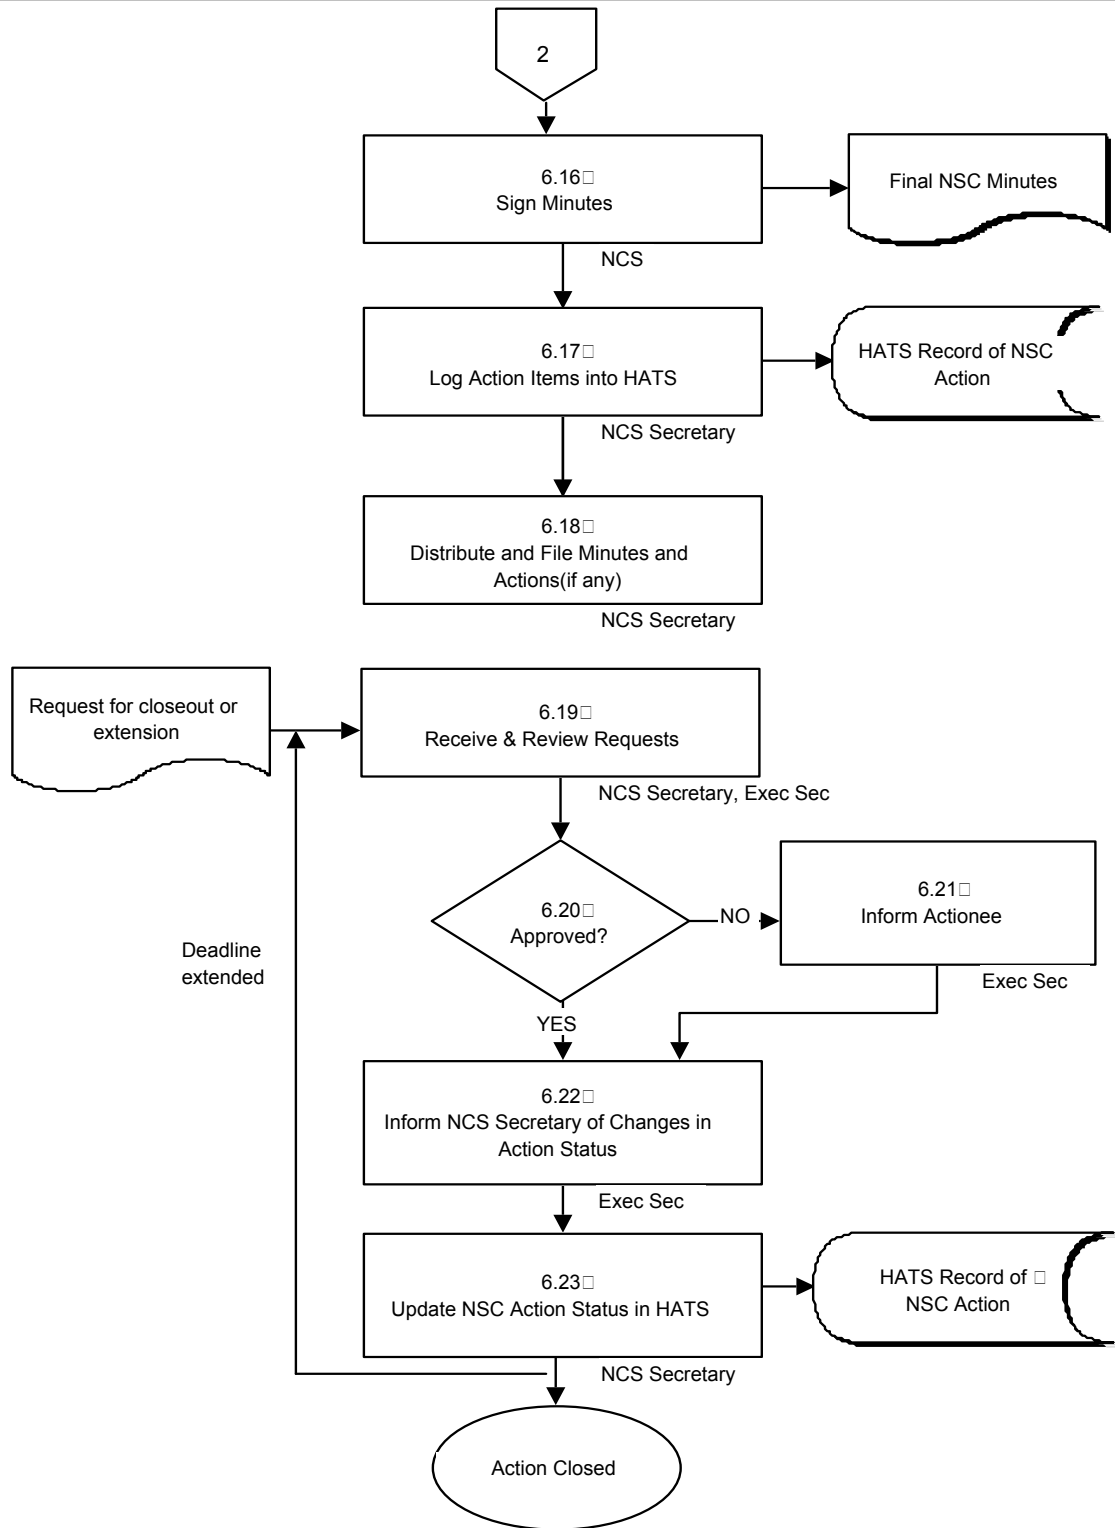 2
6.16
Sign Minutes
Final NSC Minutes
NCS
6.17
Log Action Items into HATS
HATS Record of NSC
Action
NCS Secretary
6.18
Distribute and File Minutes and
Actions(if any)
NCS Secretary
Request for closeout or
extension
6.19
Receive & Review Requests
NCS Secretary, Exec Sec
6.20
Approved?
NO
6.21
Inform Actionee
Exec Sec
Deadline
extended
YES
6.22
Inform NCS Secretary of Changes in
Action Status
Exec Sec
6.23
Update NSC Action Status in HATS
HATS Record of
NSC Action
NCS Secretary
Action Closed